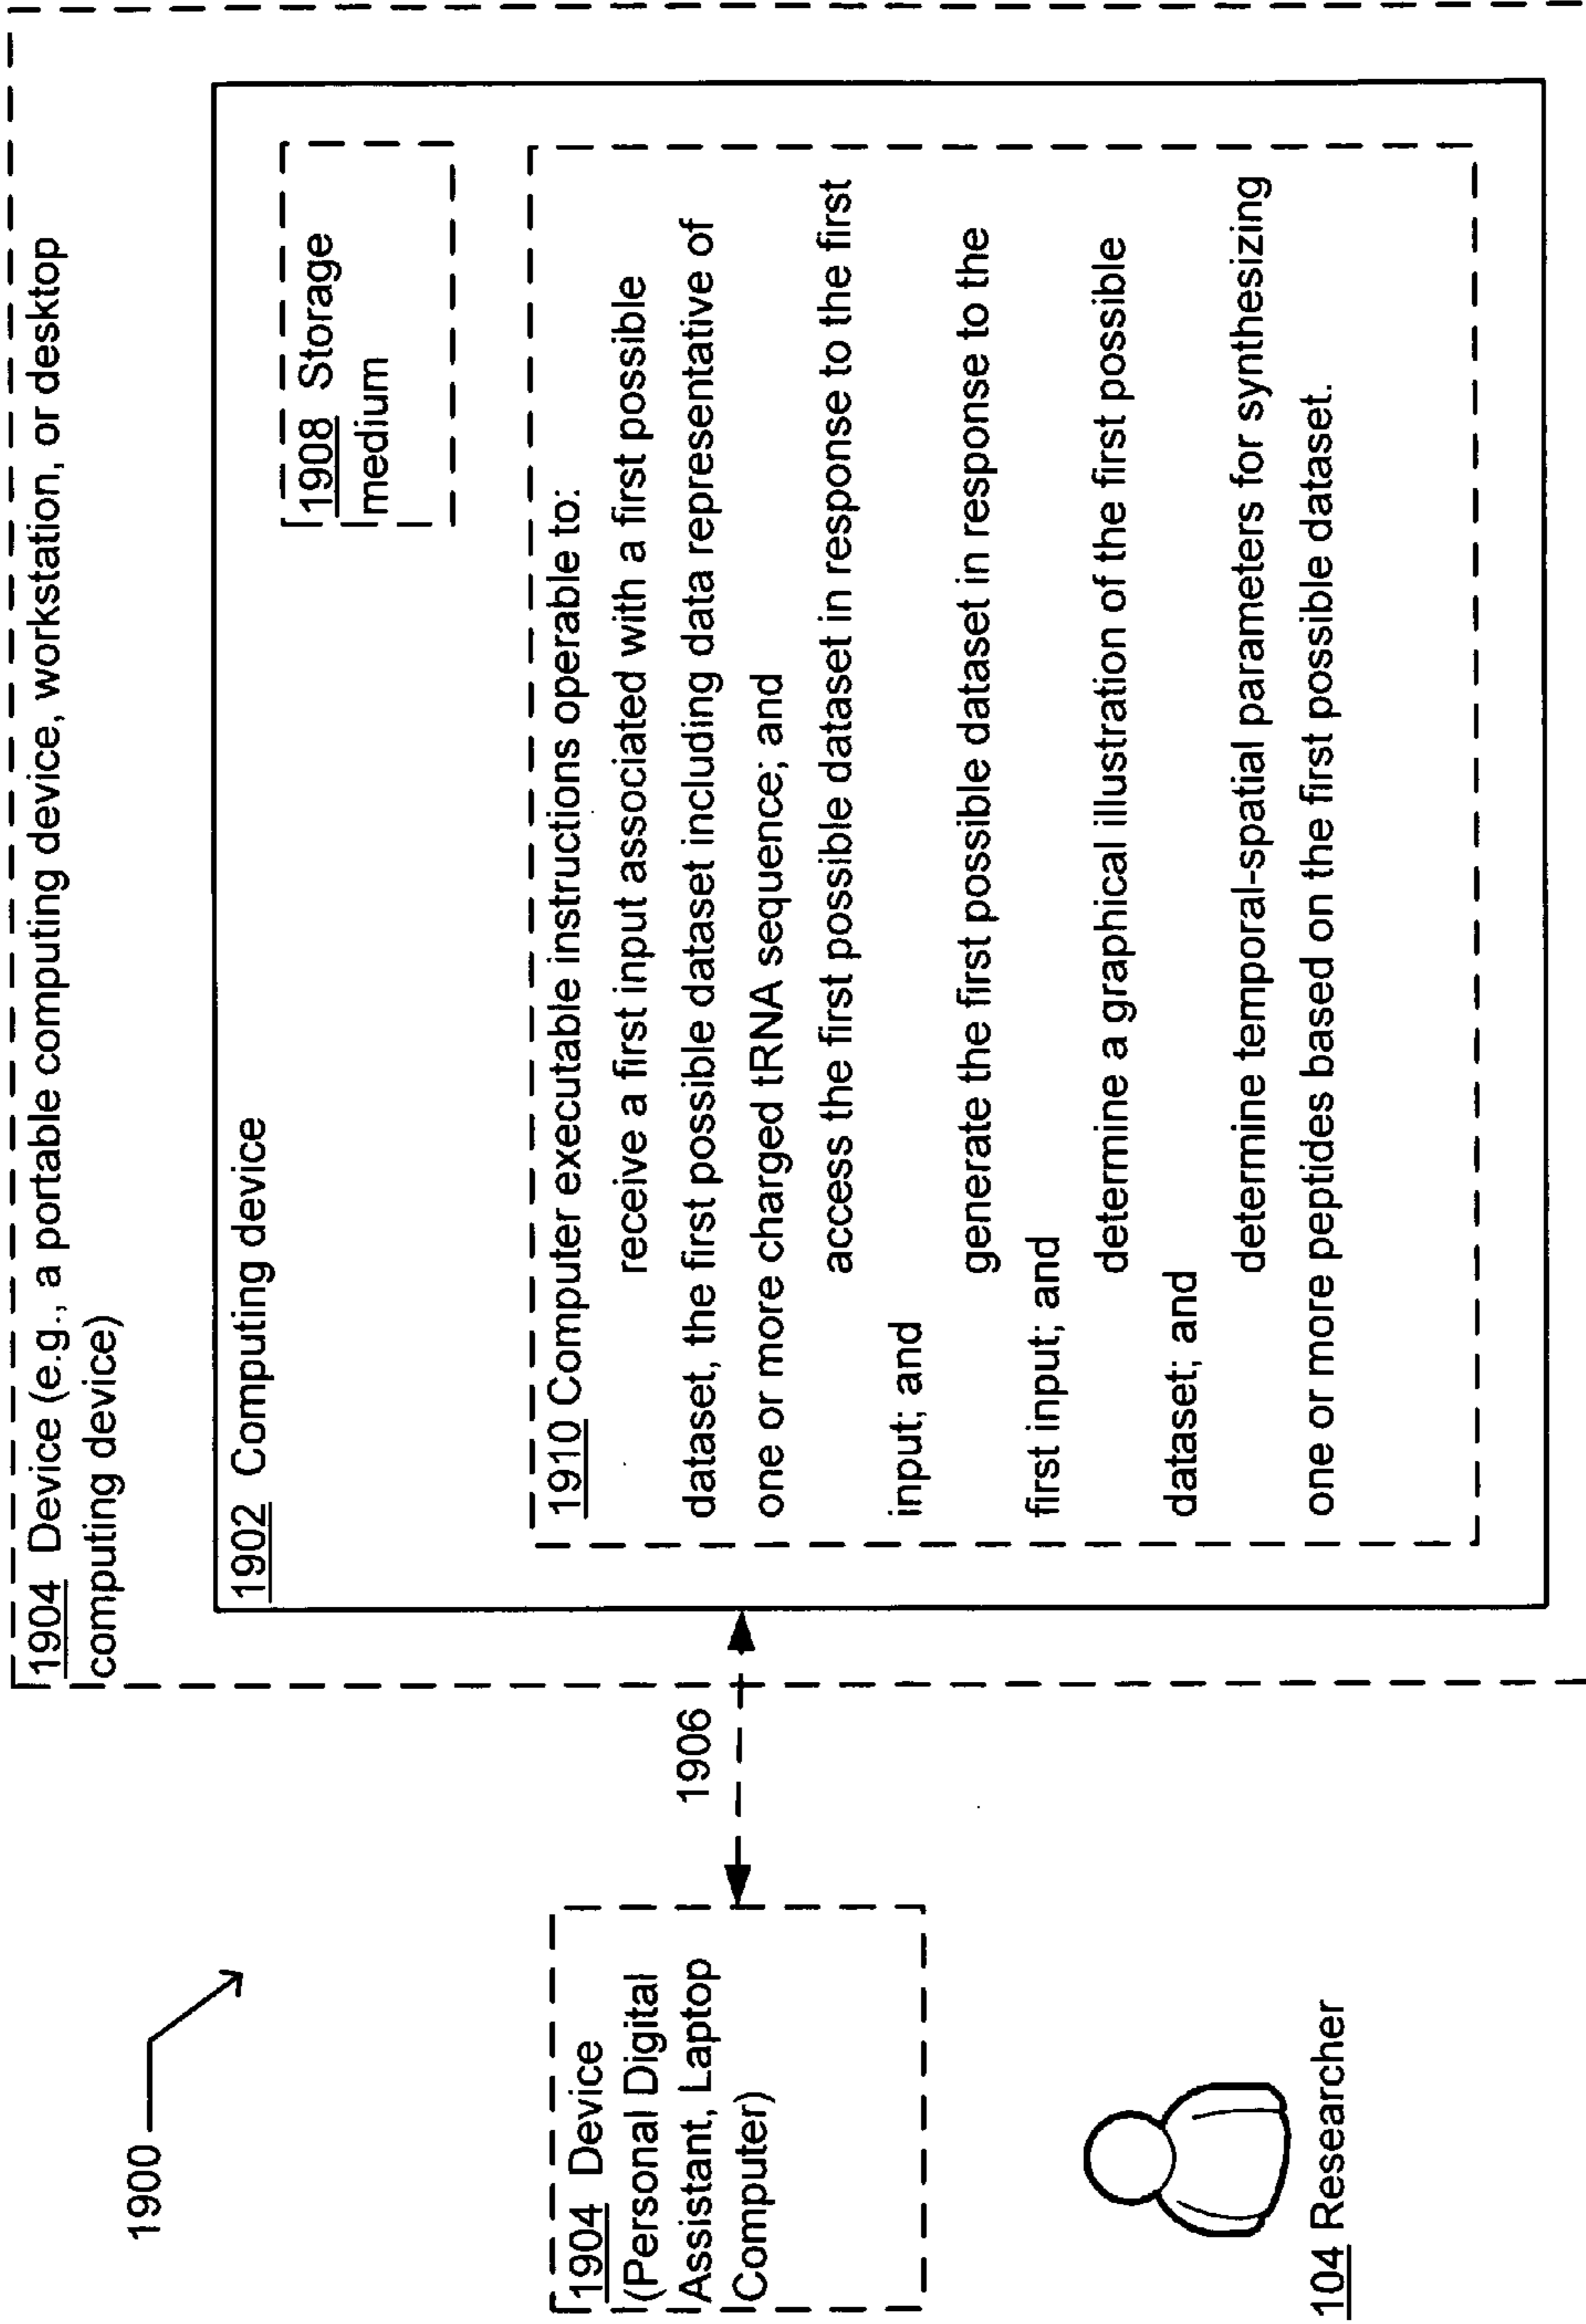 1900
1904 Device (e.g., a portable computing device, workstation, or desktop
computing device)
1902 Computing device
1908 Storage
medium
1910 Computer executable instructions operable to:
receive a first input associated with a first possible
dataset, the first possible dataset including data representative of
one or more charged tRNA sequence; and
access the first possible dataset in response to the first
input; and
generate the first possible dataset in response to the
first input; and
determine a graphical illustration of the first possible
dataset; and
determine temporal-spatial parameters for synthesizing
one or more peptides based on the first possible dataset.
1906
1904 Device
(Personal Digital
Assistant, Laptop
Computer)
104 Researcher